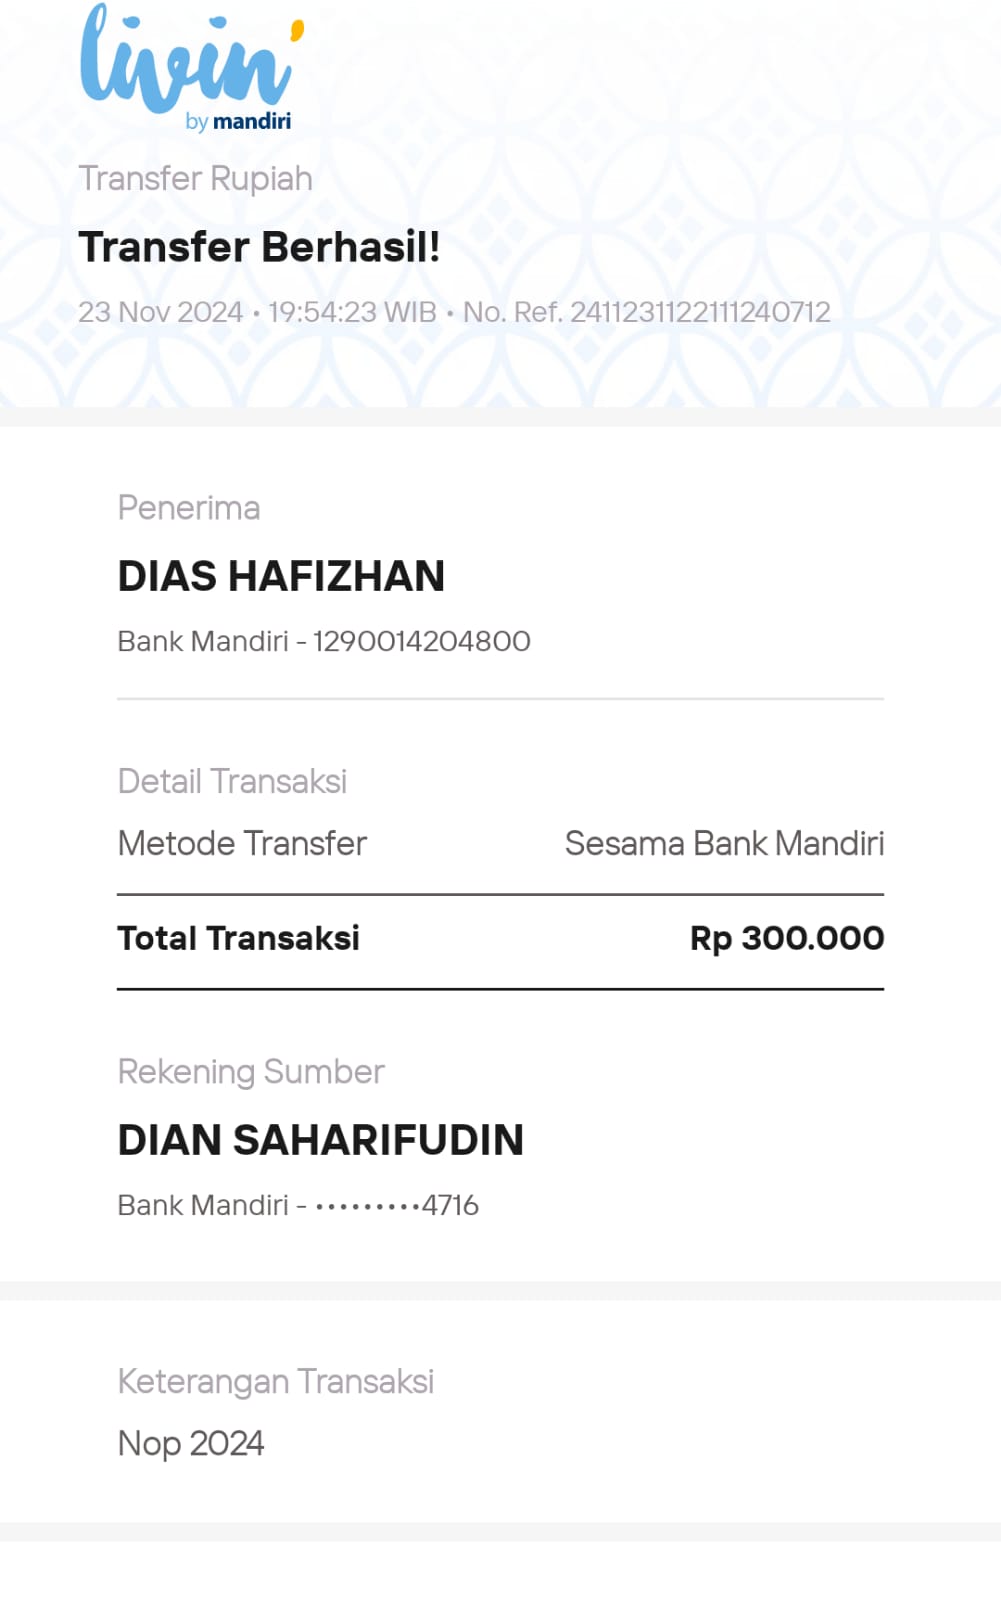 livin'
by mandiri
Transfer Rupiah
Transfer Berhasil!
23 Nov 2024 • 19:54:23 WIB • No. Ref. 2411231122111240712
Penerima
DIAS HAFIZHAN
Bank Mandiri - 1290014204800
Detail Transaksi
Metode Transfer Sesama Bank Mandiri
Total Transaksi Rp 300.000
Rekening Sumber
DIAN SAHARIFUDIN
Bank Mandiri - •••••••••4716
Keterangan Transaksi
Nop 2024